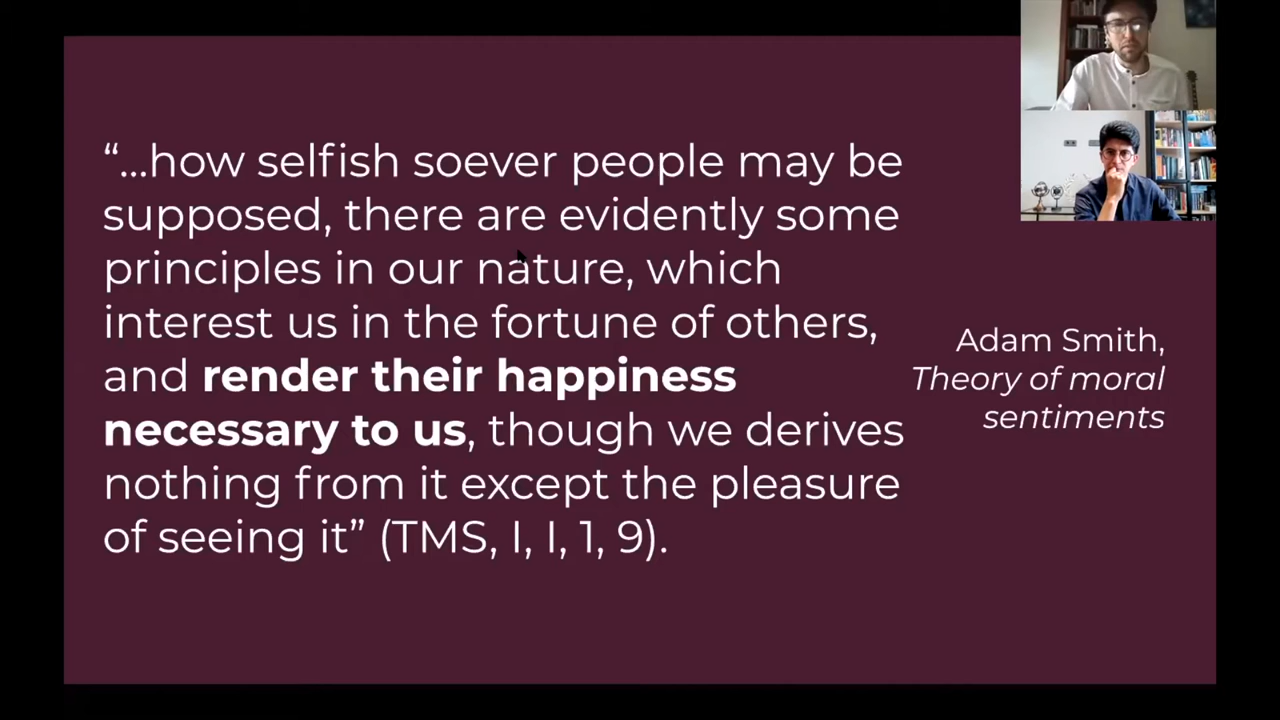 “...how selfish soever people may be
supposed, there are evidently some
principles in our nature, which
interest us in the fortune of others,
and render their happiness
necessary to us, though we derives
nothing from it except the pleasure
of seeing it” (TMS, I, I, 1, 9).
Adam Smith,
Theory of moral
sentiments